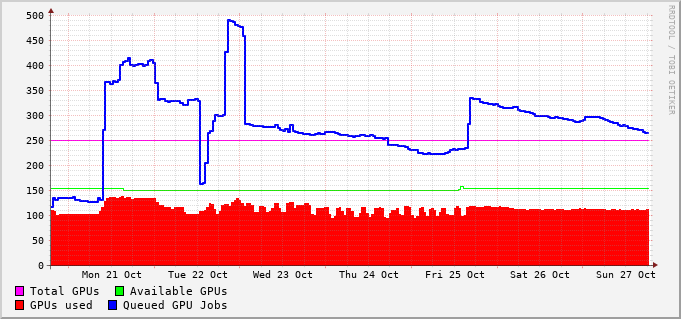 RRDTOOL / TOBI OETIKER
500
450
400
350
300
250
200
150
100
50
0
Mon 21 Oct Tue 22 Oct Wed 23 Oct Thu 24 Oct Fri 25 Oct Sat 26 Oct Sun 27 Oct
Total GPUs Available GPUs
GPUs used Queued GPU Jobs